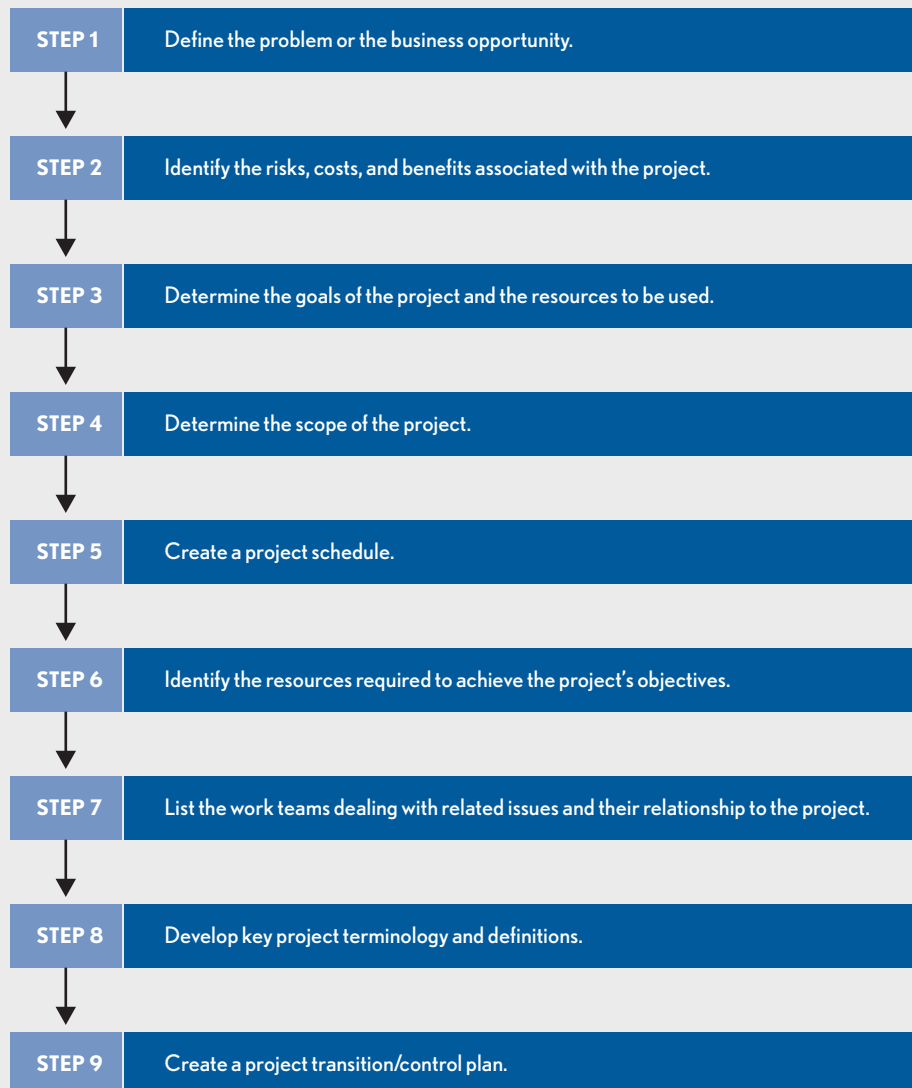 STEP 1 Define the problem or the business opportunity.
STEP 2 Identify the risks, costs, and benefits associated with the project.
STEP 3 Determine the goals of the project and the resources to be used.
STEP 4 Determine the scope of the project.
STEP 5 Create a project schedule.
STEP 6 Identify the resources required to achieve the project’s objectives.
STEP 7 List the work teams dealing with related issues and their relationship to the project.
STEP 8 Develop key project terminology and definitions.
STEP 9 Create a project transition/control plan.